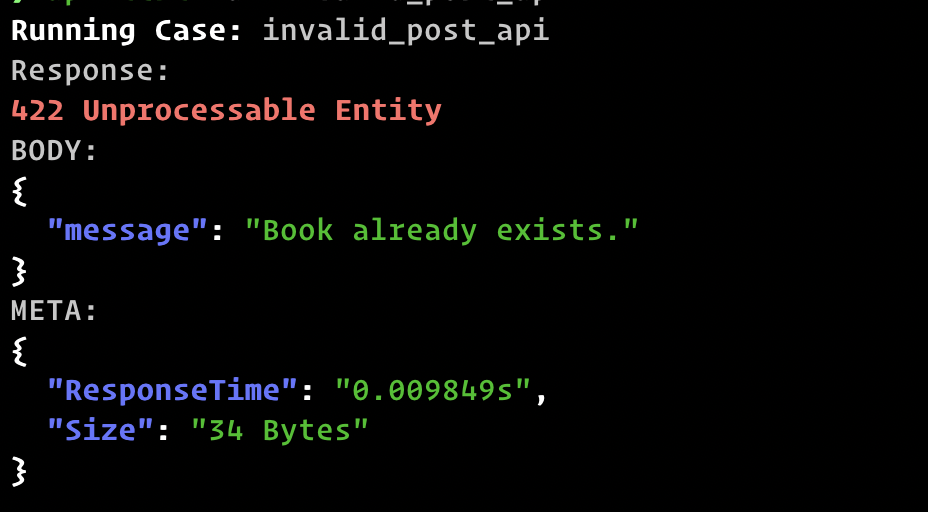 Running Case: invalid_post_api
Response:
422 Unprocessable Entity
BODY:
{
  "message": "Book already exists."
}
META:
{
  "ResponseTime": "0.009849s",
  "Size": "34 Bytes"
}